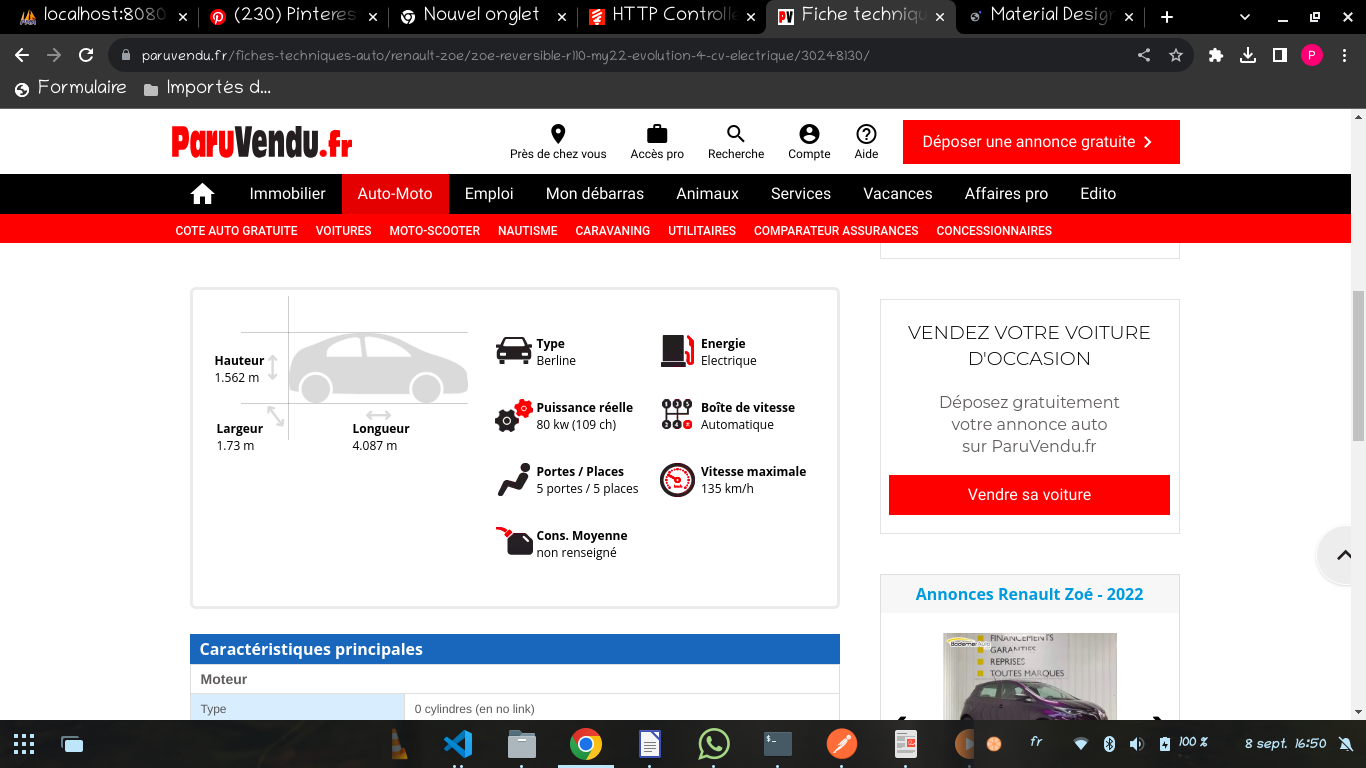 localhost:8080
(230) Pinteres
Nouvel onglet
HTTP Controlle
Fiche techniqu
Material Design
paruvendu.fr/fiches-techniques-auto/renault-zoe/zoe-reversible-r110-my22-evolution-4-cv-electrique/30248130/
P
Formulaire
Importés d...
ParuVendu.fr
Près de chez vous
Accès pro
Recherche
Compte
Aide
Déposer une annonce gratuite
Immobilier
Auto-Moto
Emploi
Mon débarras
Animaux
Services
Vacances
Affaires pro
Edito
COTE AUTO GRATUITE
VOITURES
MOTO-SCOOTER
NAUTISME
CARAVANING
UTILITAIRES
COMPARATEUR ASSURANCES
CONCESSIONNAIRES
Hauteur
1.562 m
Largeur
1.73 m
Longueur
4.087 m
Type
Berline
Energie
Electrique
Puissance réelle
80 kw (109 ch)
Boîte de vitesse
Automatique
Portes / Places
5 portes / 5 places
Vitesse maximale
135 km/h
Cons. Moyenne
non renseigné
Caractéristiques principales
Moteur
Type
0 cylindres (en no link)
VENDEZ VOTRE VOITURE
D'OCCASION
Déposez gratuitement
votre annonce auto
sur ParuVendu.fr
Vendre sa voiture
Annonces Renault Zoé - 2022
FINANCEMENTS
GARANTIES
REPRISES
TOUTES MARQUES
fr
100 %
8 sept. 16:50